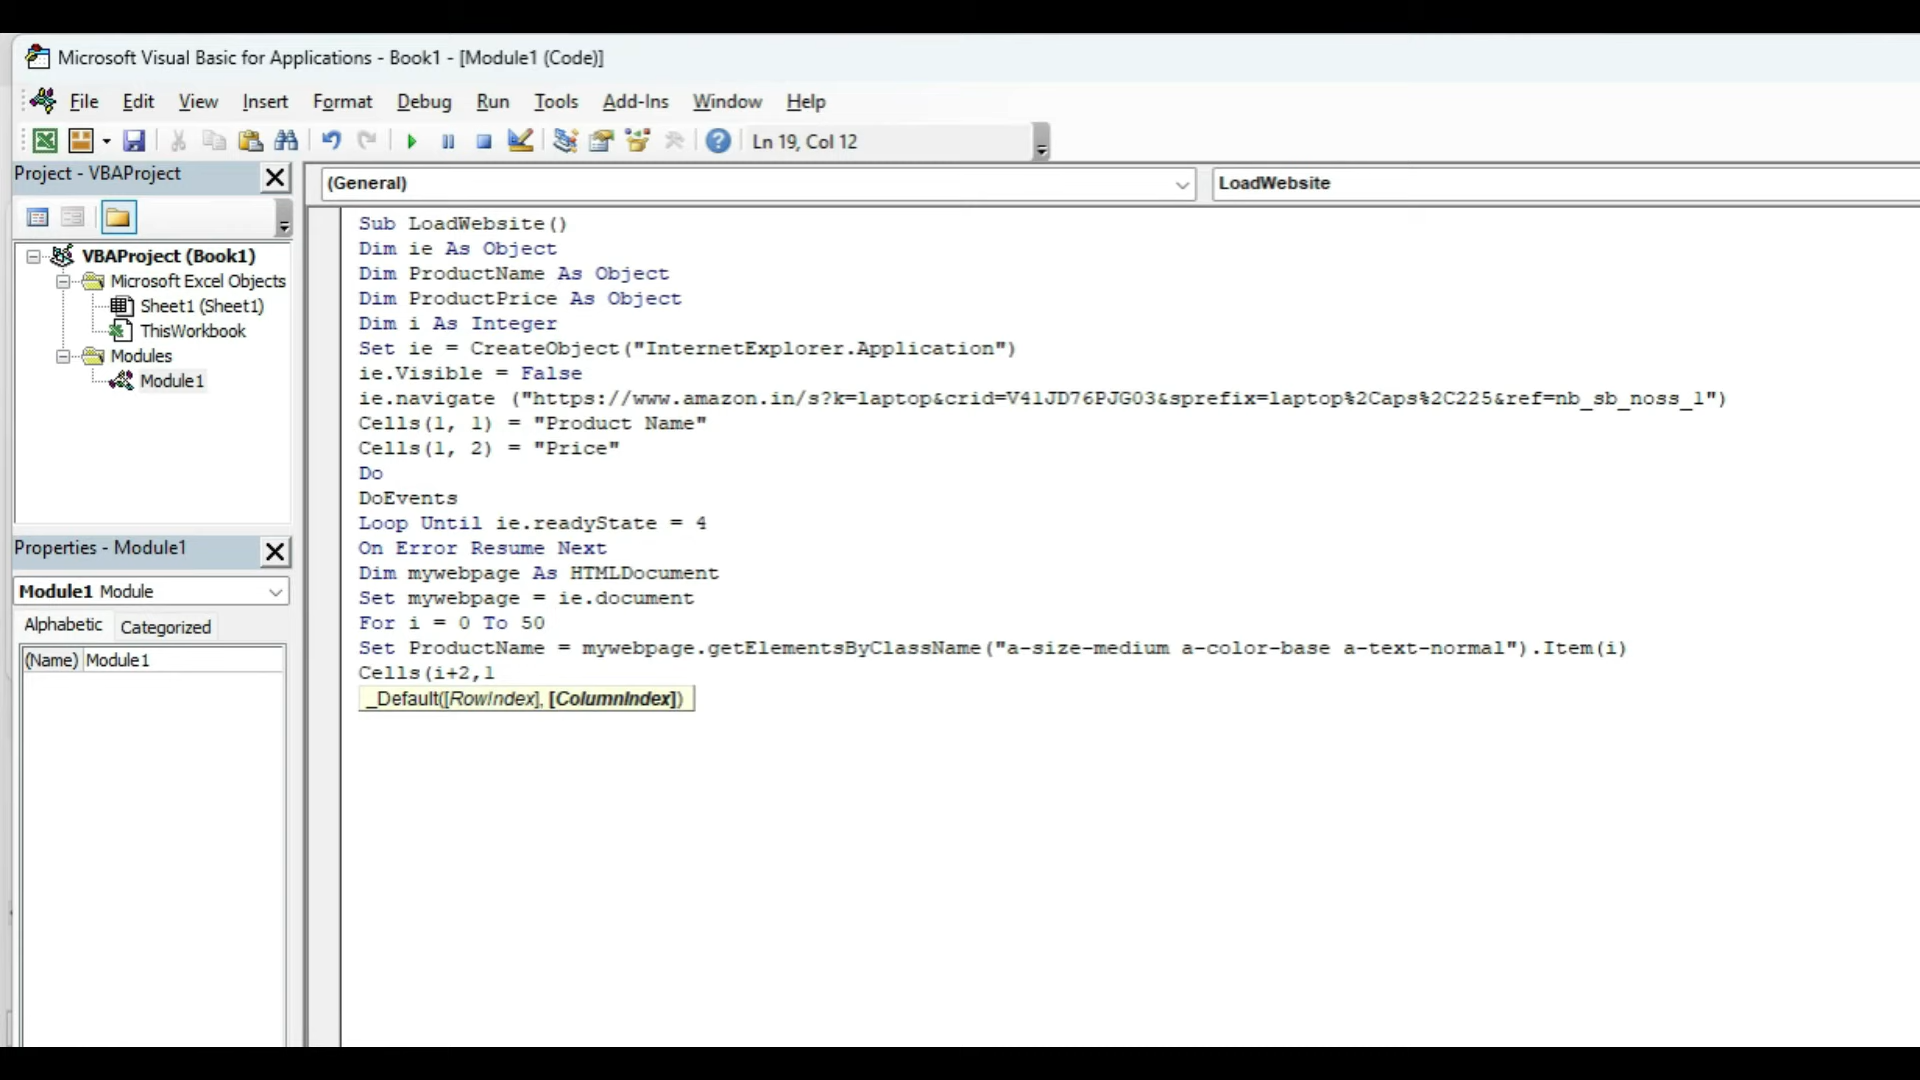 Microsoft Visual Basic for Applications - Book1 - [Module1 (Code)]
File Edit View Insert Format Debug Run Tools Add-Ins Window Help
Ln 19, Col 12
Project - VBAProject
(General)
LoadWebsite
VBAProject (Book1)
Microsoft Excel Objects
Sheet1 (Sheet1)
ThisWorkbook
Modules
Module1
Properties - Module1
Module1 Module
Alphabetic Categorized
(Name) Module1
Sub LoadWebsite()
Dim ie As Object
Dim ProductName As Object
Dim ProductPrice As Object
Dim i As Integer
Set ie = CreateObject("InternetExplorer.Application")
ie.Visible = False
ie.navigate ("https://www.amazon.in/s?k=laptop&crid=V41JD76PJG03&sprefix=laptop%2Caps%2C225&ref=nb_sb_noss_1")
Cells(1, 1) = "Product Name"
Cells(1, 2) = "Price"
Do
DoEvents
Loop Until ie.readyState = 4
On Error Resume Next
Dim mywebpage As HTMLDocument
Set mywebpage = ie.document
For i = 0 To 50
Set ProductName = mywebpage.getElementsByClassName("a-size-medium a-color-base a-text-normal").Item(i)
Cells(i+2,1
_Default([RowIndex], [ColumnIndex])